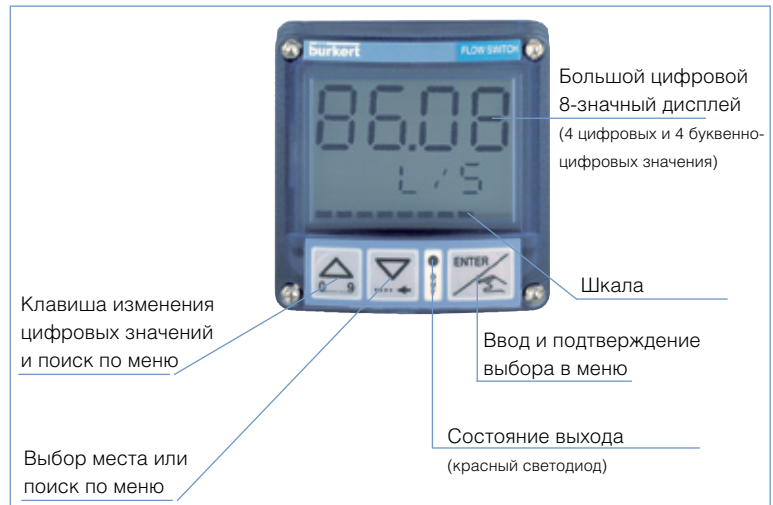 burkert
FLOW SWITCH
86.08
L/S
0 9
OUT
ENTER
Большой цифровой
8-значный дисплей
(4 цифровых и 4 буквенно-
цифровых значения)
Шкала
Ввод и подтверждение
выбора в меню
Состояние выхода
(красный светодиод)
Клавиша изменения
цифровых значений
и поиск по меню
Выбор места или
поиск по меню